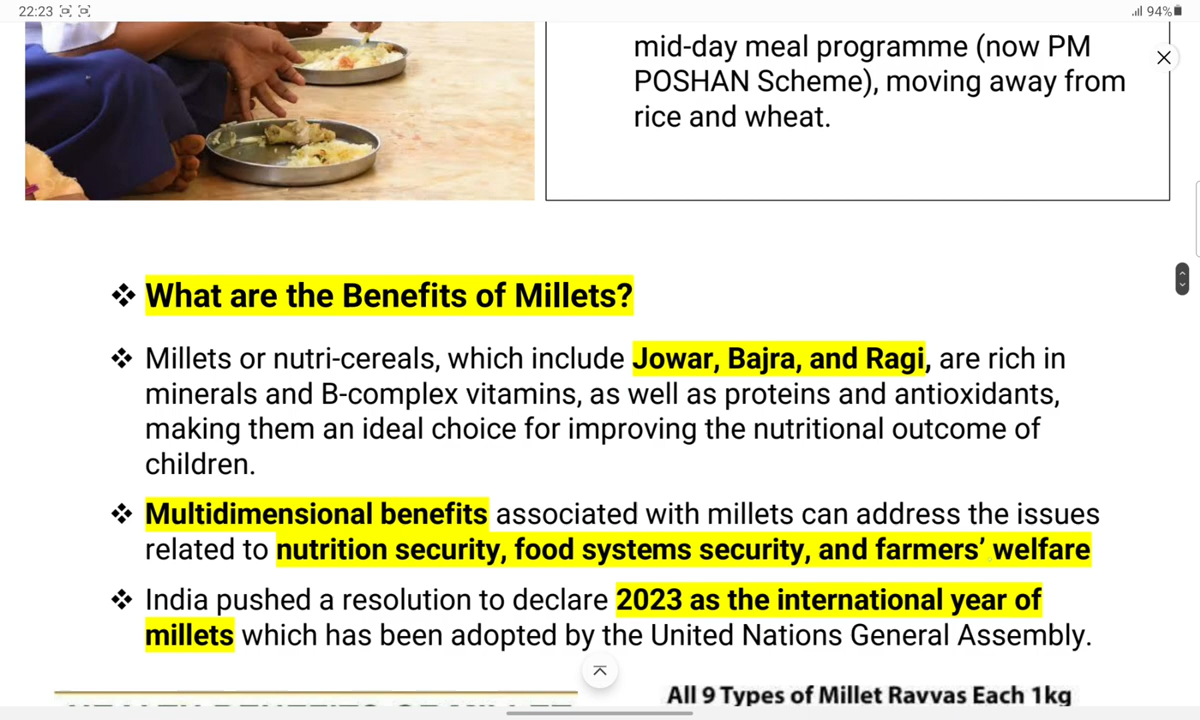 22:23
94%
mid-day meal programme (now PM
POSHAN Scheme), moving away from
rice and wheat.
❖ What are the Benefits of Millets?
❖ Millets or nutri-cereals, which include Jowar, Bajra, and Ragi, are rich in
minerals and B-complex vitamins, as well as proteins and antioxidants,
making them an ideal choice for improving the nutritional outcome of
children.
❖ Multidimensional benefits associated with millets can address the issues
related to nutrition security, food systems security, and farmers’ welfare
❖ India pushed a resolution to declare 2023 as the international year of
millets which has been adopted by the United Nations General Assembly.
All 9 Types of Millet Ravvas Each 1kg